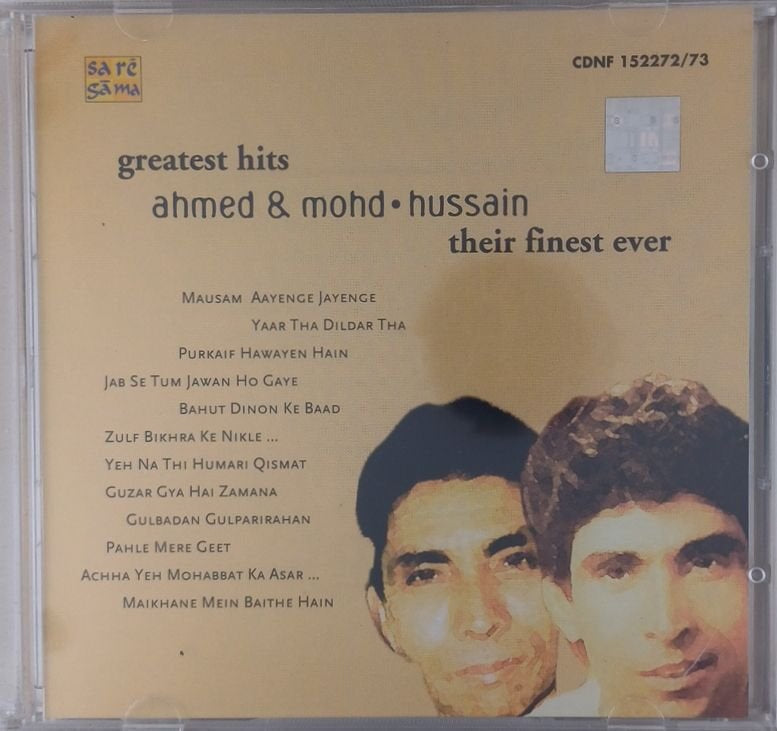 sa rē
gāma
CDNF 152272/73
greatest hits
ahmed & mohd • hussain
their finest ever
MAUSAM AAYENGE JAYENGE
YAAR THA DILDAR THA
PURKAIF HAWAYEN HAIN
JAB SE TUM JAWAN HO GAYE
BAHUT DINON KE BAAD
ZULF BIKHRA KE NIKLE ...
YEH NA THI HUMARI QISMAT
GUZAR GYA HAI ZAMANA
GULBADAN GULPARIRAHAN
PAHLE MERE GEET
ACHHA YEH MOHABBAT KA ASAR ...
MAIKHANE MEIN BAITHE HAIN